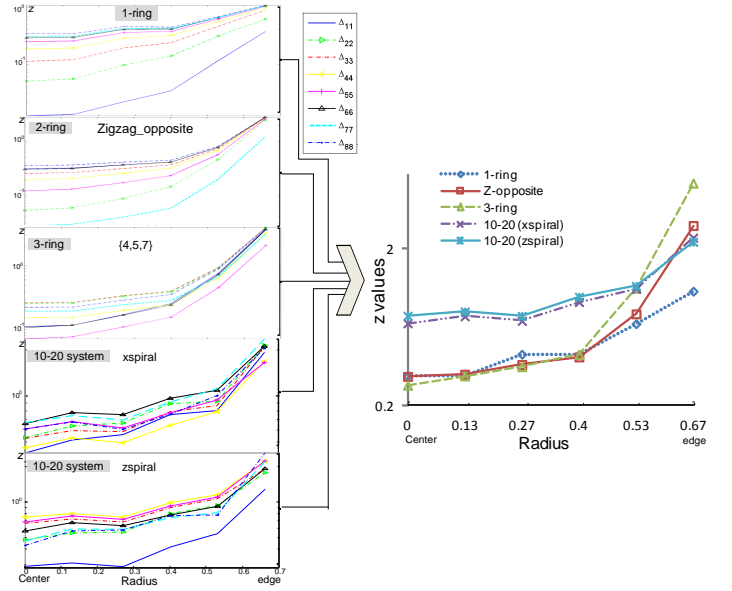 10⁰
z
1-ring
10⁻¹
Δ₁₁
Δ₂₂
Δ₃₃
Δ₄₄
Δ₅₅
Δ₆₆
Δ₇₇
Δ₈₈
z
2-ring
Zigzag_opposite
10⁰
10⁻¹
z
3-ring
{4,5,7}
10⁰
10⁻¹
z
10-20 system
xspiral
10⁰
z
10-20 system
zspiral
10⁰
0
0.1
0.2
0.3
0.4
0.5
0.6
0.7
Center
Radius
edge
1-ring
Z-opposite
3-ring
10-20 (xspiral)
10-20 (zspiral)
z values
2
0.2
0
0.13
0.27
0.4
0.53
0.67
Center
Radius
edge